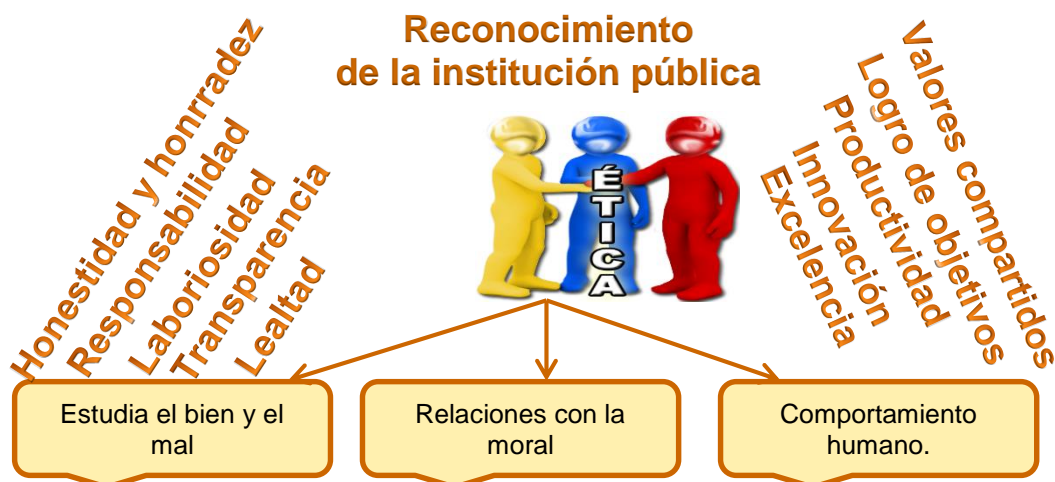 Reconocimiento
de la institución pública
Honestidad y honrradez
Responsabilidad
Laboriosidad
Transparencia
Lealtad
ÉTICA
Valores compartidos
Logro de objetivos
Productividad
Innovación
Excelencia
Estudia el bien y el
mal
Relaciones con la
moral
Comportamiento
humano.